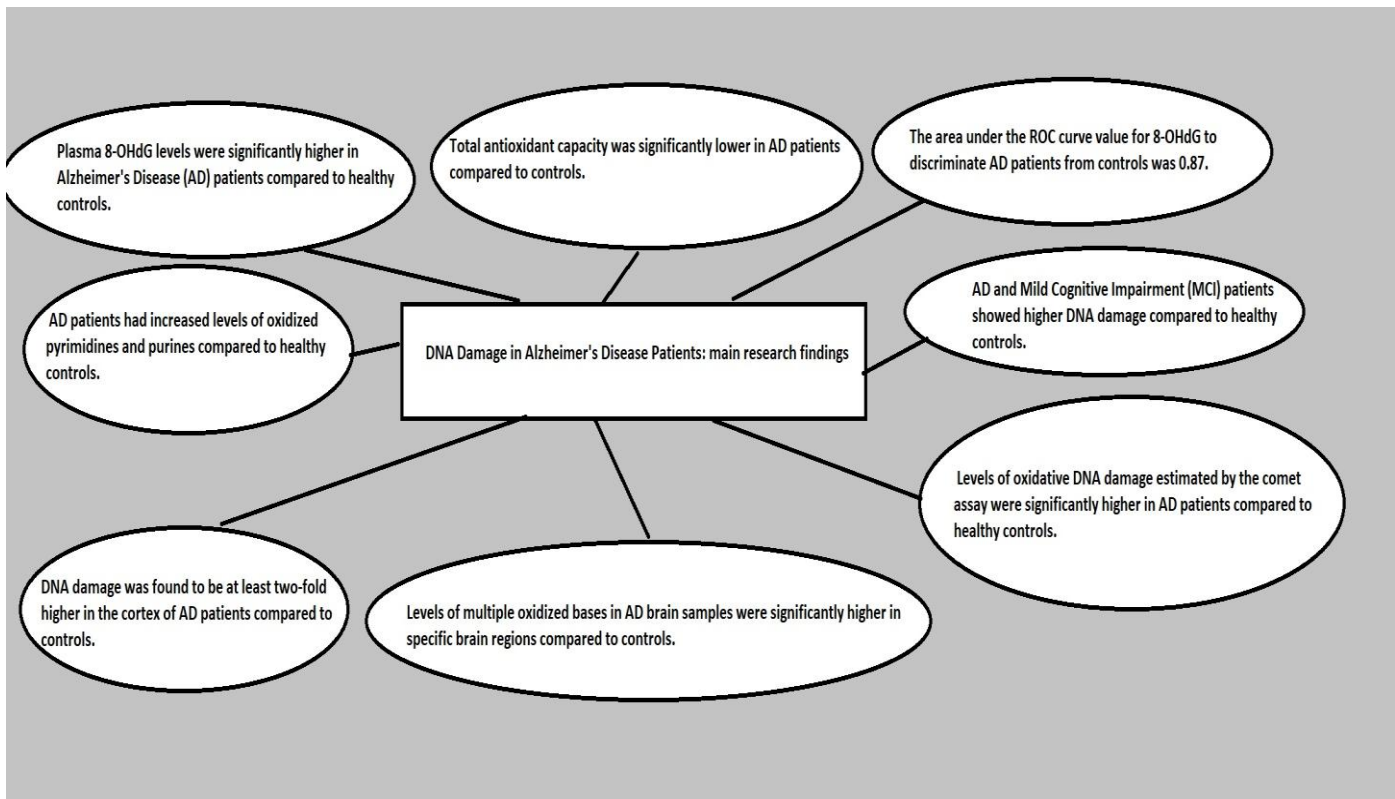 Plasma 8-OHdG levels were significantly higher in
Alzheimer's Disease (AD) patients compared to healthy
controls.
Total antioxidant capacity was significantly lower in AD patients
compared to controls.
The area under the ROC curve value for 8-OHdG to
discriminate AD patients from controls was 0.87.
AD patients had increased levels of oxidized
pyrimidines and purines compared to healthy
controls.
DNA Damage in Alzheimer's Disease Patients: main research findings
AD and Mild Cognitive Impairment (MCI) patients
showed higher DNA damage compared to healthy
controls.
Levels of oxidative DNA damage estimated by the comet
assay were significantly higher in AD patients compared to
healthy controls.
DNA damage was found to be at least two-fold
higher in the cortex of AD patients compared to
controls.
Levels of multiple oxidized bases in AD brain samples were significantly higher in
specific brain regions compared to controls.